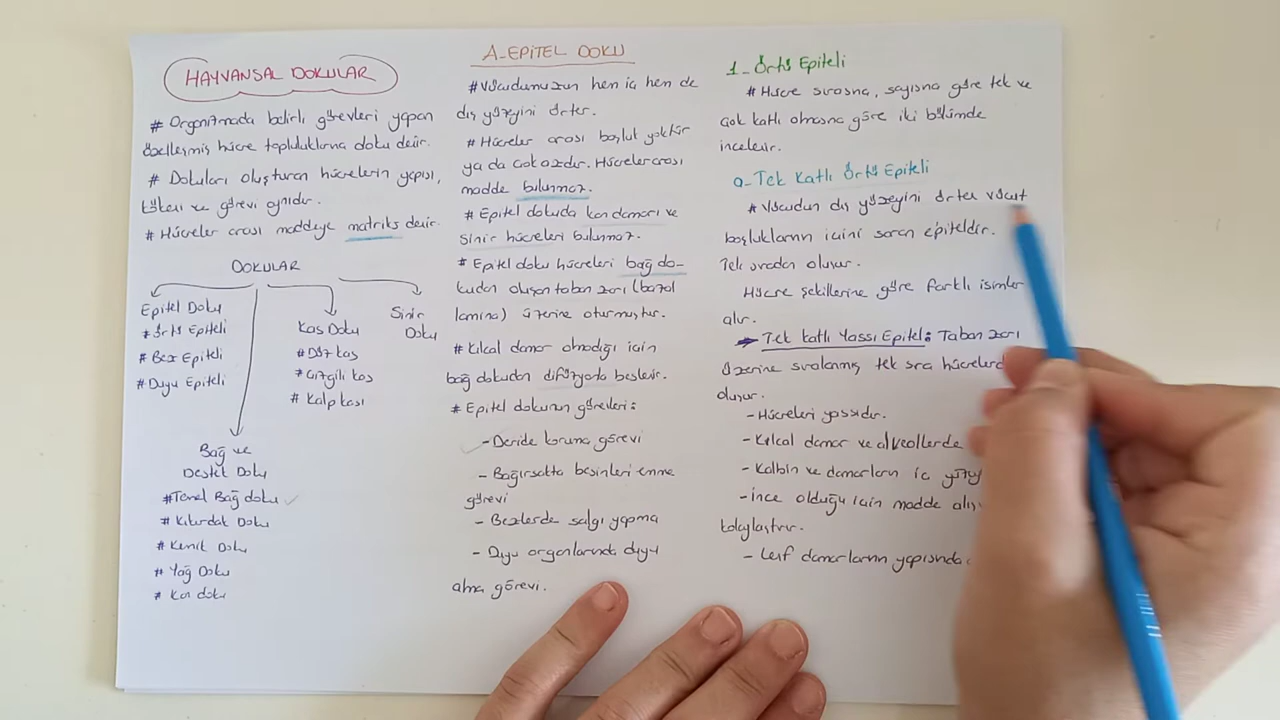 HAYVANSAL DOKULAR
# Organizmada belirli görevleri yapan
özelleşmiş hücre topluluklarına doku denir.
# Dokuları oluşturan hücrelerin yapısı,
kökeni ve görevi aynıdır.
# Hücreler arası maddeye matriks denir.
DOKULAR
Epitel Doku
# Örtü Epiteli
# Bez Epiteli
# Duyu Epiteli
Bağ ve
Destek Doku
# Temel Bağ doku
# Kıkırdak Doku
# Kemik Doku
# Yağ Doku
# Kan doku
Kas Doku
# Düz kas
# Çizgili kas
# Kalp kası
Sinir
Doku
A-EPİTEL DOKU
# Vücudumuzun hem iç hem de
dış yüzeyini örter.
# Hücreler arası boşluk yoktur
ya da çok azdır. Hücreler arası
madde bulunmaz.
# Epitel dokuda kan damarı ve
sinir hücreleri bulunmaz.
* Epitel doku hücreleri bağ do-
kudan oluşan taban zarı (bazal
lamina) üzerine oturmuştur.
# Kılcal damar olmadığı için
bağ dokudan difüzyonla beslenir.
* Epitel dokunun görevleri:
- Deride koruma görevi
- Bağırsakta besinleri emme
görevi
- Bezlerde salgı yapma
- Duyu organlarında duyu
alma görevi.
1- Örtü Epiteli
# Hücre sırasına, sayısına göre tek ve
çok katlı olmasına göre iki bölümde
incelenir.
a- Tek Katlı Örtü Epiteli
* Vücudun dış yüzeyini örter vücut
boşluklarının içini saran epiteldir.
Tek sıradan oluşur.
Hücre şekillerine göre farklı isimler
alır.
→ Tek katlı Yassı Epitel: Taban zarı
üzerine sıralanmış tek sıra
oluşur.
- Hücreleri yassıdır.
- Kılcal damar ve alveollerde
- Kalbin ve damarların iç
- İnce olduğu için madde
kolaylaştırır.
- Lenf damarlarının yapısında